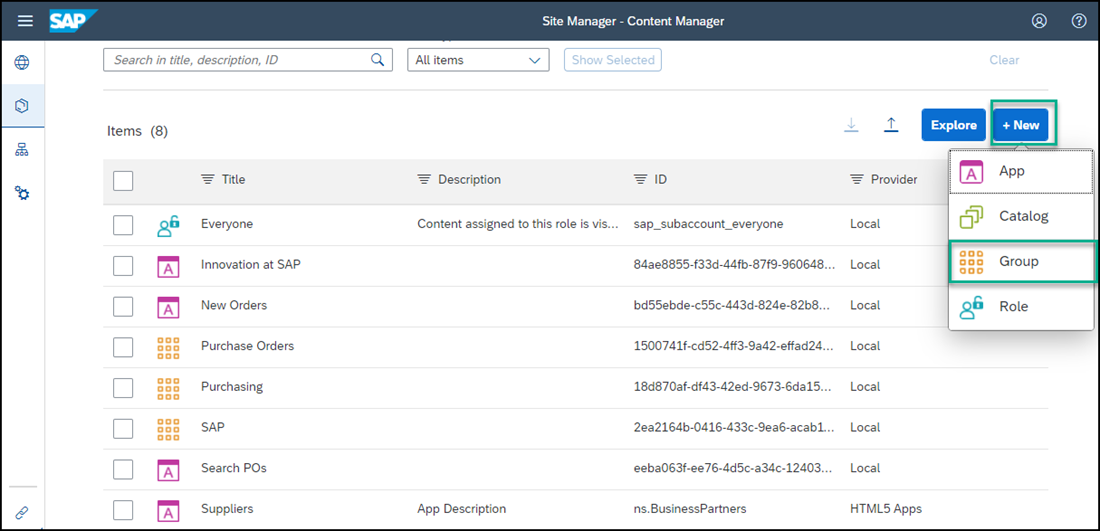 SAP Site Manager - Content Manager
Search in title, description, ID All items Show Selected Clear
Items (8) Explore + New
Title Description ID Provider
App
Catalog
Group
Role
Everyone Content assigned to this role is vis... sap_subaccount_everyone Local
Innovation at SAP 84ae8855-f33d-44fb-87f9-960648... Local
New Orders bd55ebde-c55c-443d-824e-82b8... Local
Purchase Orders 1500741f-cd52-4ff3-9a42-effad24... Local
Purchasing 18d870af-df43-42ed-9673-6da15... Local
SAP 2ea2164b-0416-433c-9ea6-acab1... Local
Search POs eeba063f-ee76-4d5c-a34c-12403... Local
Suppliers App Description ns.BusinessPartners HTML5 Apps